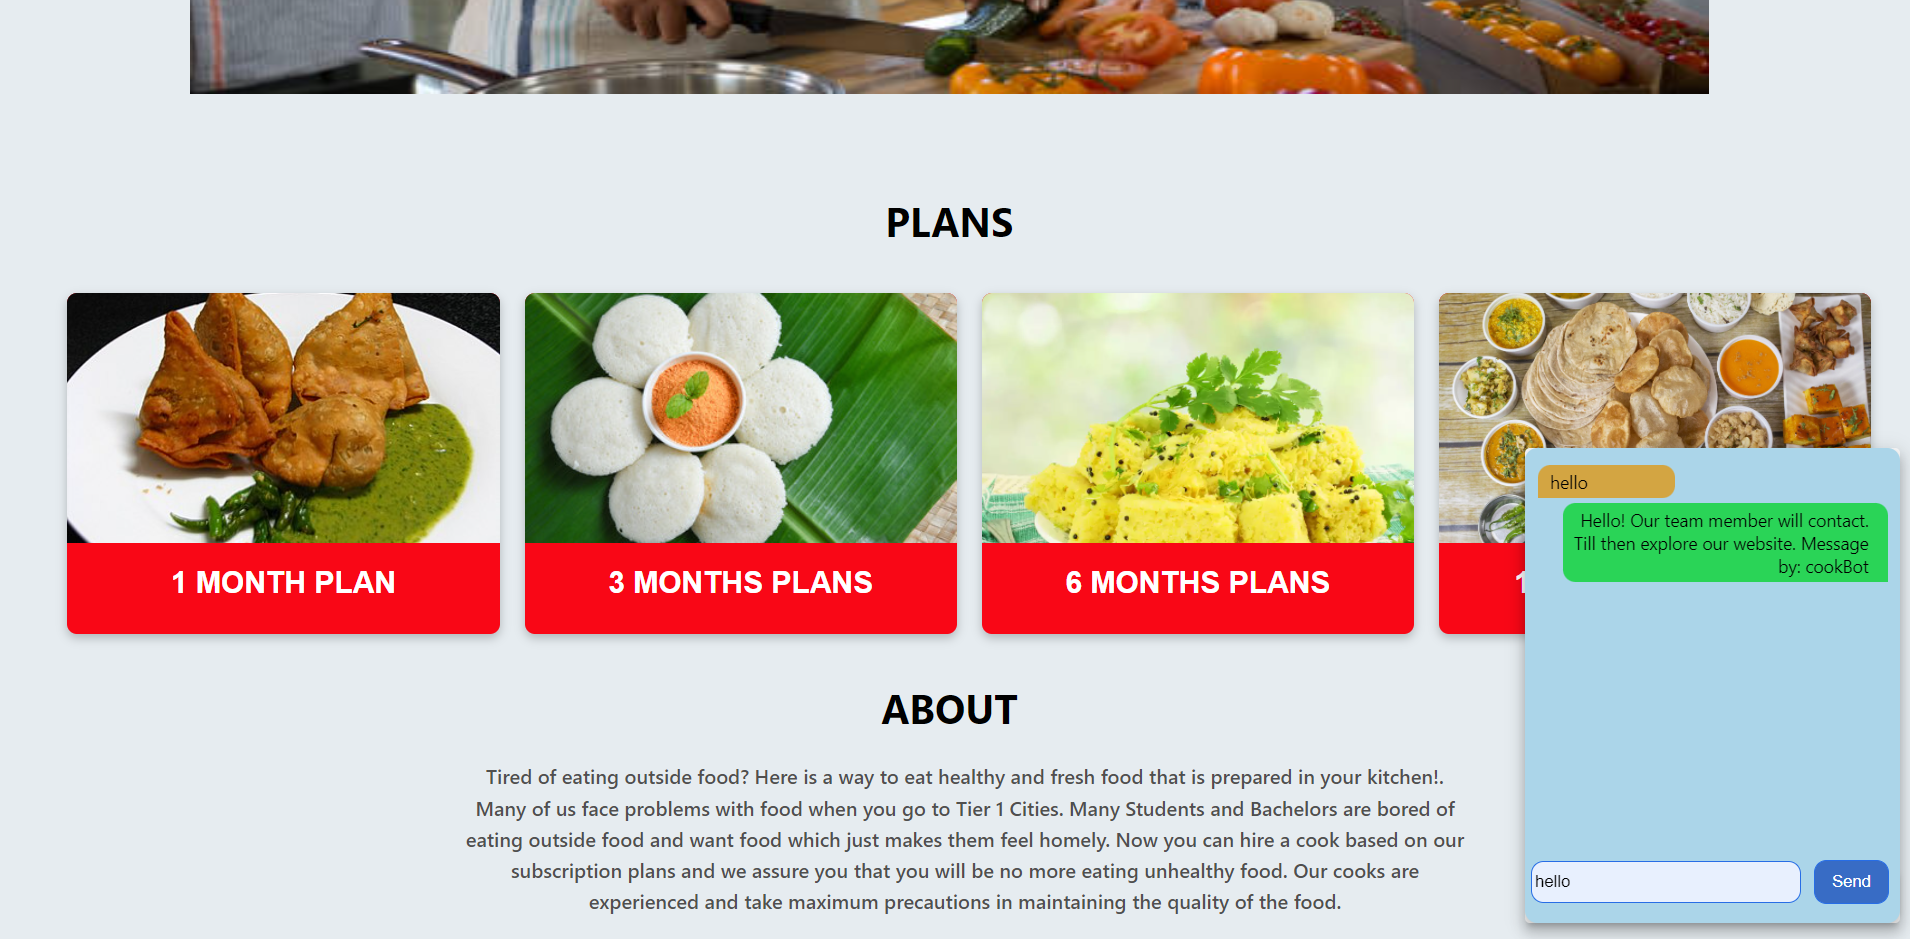 PLANS
1 MONTH PLAN
3 MONTHS PLANS
6 MONTHS PLANS
ABOUT
Tired of eating outside food? Here is a way to eat healthy and fresh food that is prepared in your kitchen!.
Many of us face problems with food when you go to Tier 1 Cities. Many Students and Bachelors are bored of
eating outside food and want food which just makes them feel homely. Now you can hire a cook based on our
subscription plans and we assure you that you will be no more eating unhealthy food. Our cooks are
experienced and take maximum precautions in maintaining the quality of the food.
hello
Hello! Our team member will contact.
Till then explore our website. Message
by: cookBot
hello
Send